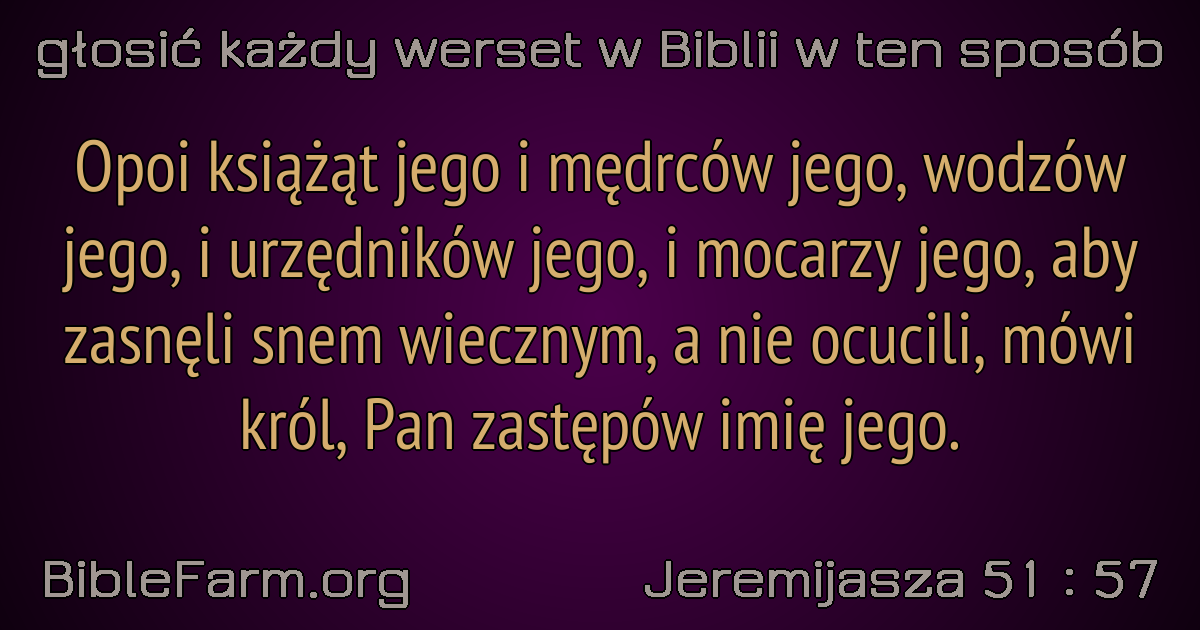 głosić każdy werset w Biblii w ten sposób
Opoi książąt jego i mędrców jego, wodzów
jego, i urzędników jego, i mocarzy jego, aby
zasnęli snem wiecznym, a nie ocucili, mówi
król, Pan zastępów imię jego.
BibleFarm.org
Jeremijasza 51 : 57